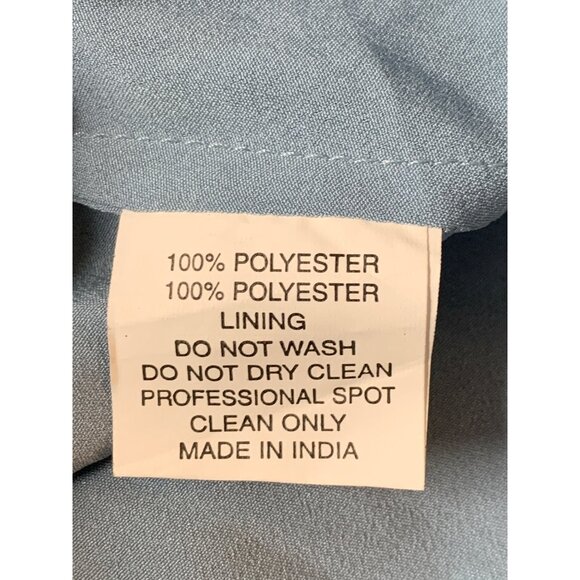 100% POLYESTER
100% POLYESTER
LINING
DO NOT WASH
DO NOT DRY CLEAN
PROFESSIONAL SPOT
CLEAN ONLY
MADE IN INDIA